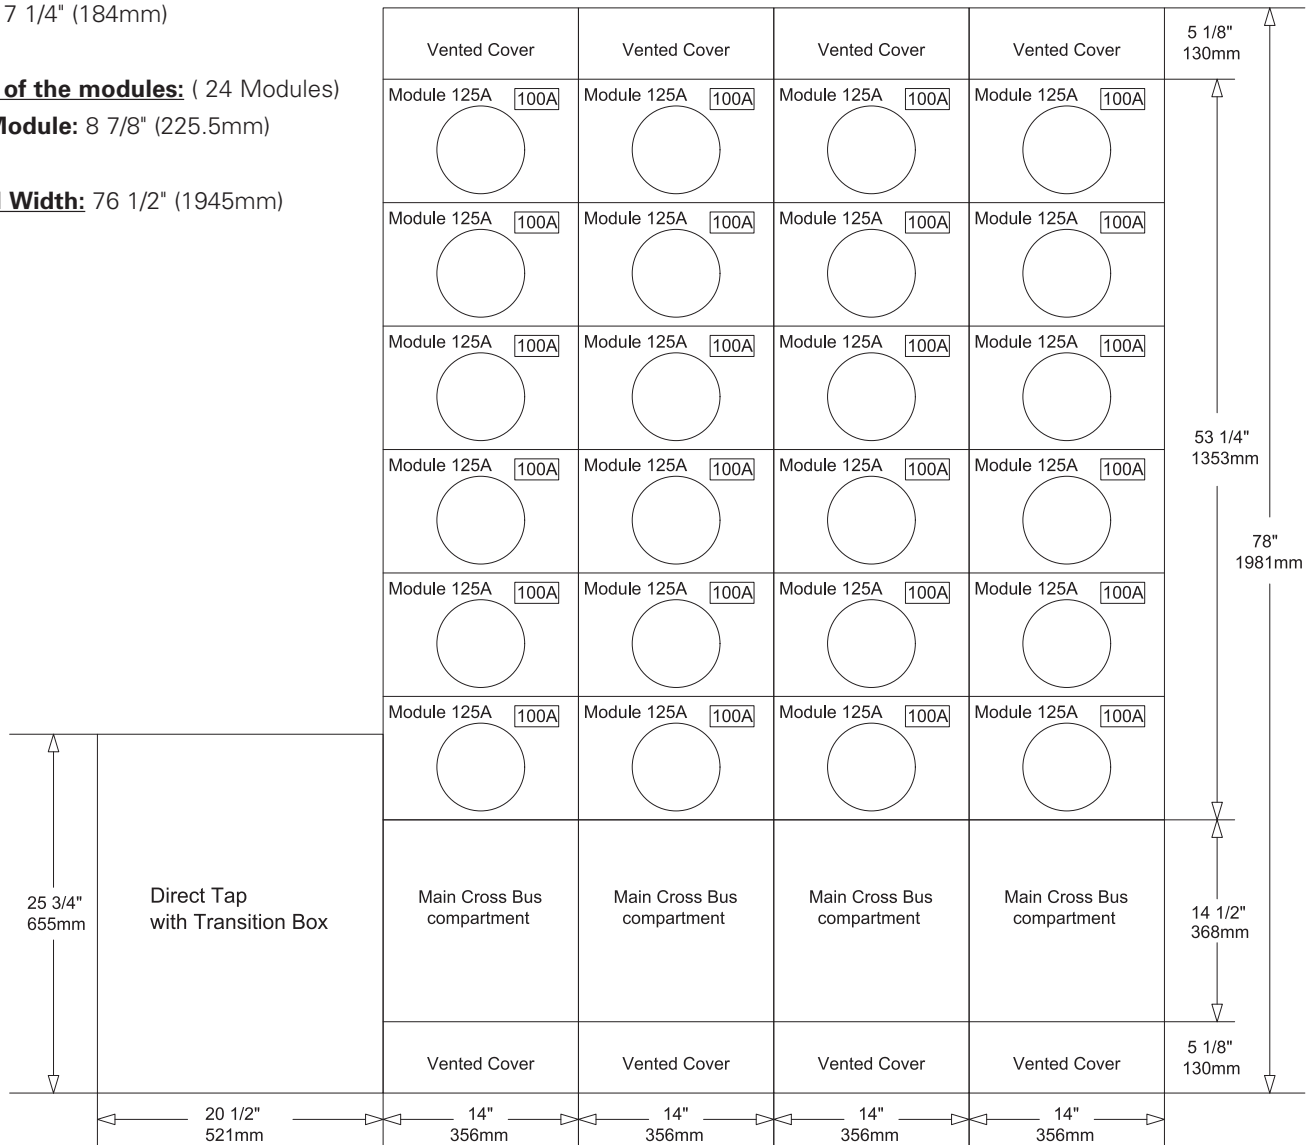 7 1/4" (184mm)
of the modules: ( 24 Modules)
Module: 8 7/8" (225.5mm)
Width: 76 1/2" (1945mm)
Vented Cover Vented Cover Vented Cover Vented Cover
5 1/8"
130mm
Module 125A 100A Module 125A 100A Module 125A 100A Module 125A 100A
Module 125A 100A Module 125A 100A Module 125A 100A Module 125A 100A
Module 125A 100A Module 125A 100A Module 125A 100A Module 125A 100A
53 1/4"
1353mm
Module 125A 100A Module 125A 100A Module 125A 100A Module 125A 100A
78"
1981mm
Module 125A 100A Module 125A 100A Module 125A 100A Module 125A 100A
Module 125A 100A Module 125A 100A Module 125A 100A Module 125A 100A
25 3/4"
655mm
Direct Tap
with Transition Box
Main Cross Bus
compartment
Main Cross Bus
compartment
Main Cross Bus
compartment
Main Cross Bus
compartment
14 1/2"
368mm
Vented Cover Vented Cover Vented Cover Vented Cover
5 1/8"
130mm
20 1/2"
521mm
14"
356mm
14"
356mm
14"
356mm
14"
356mm